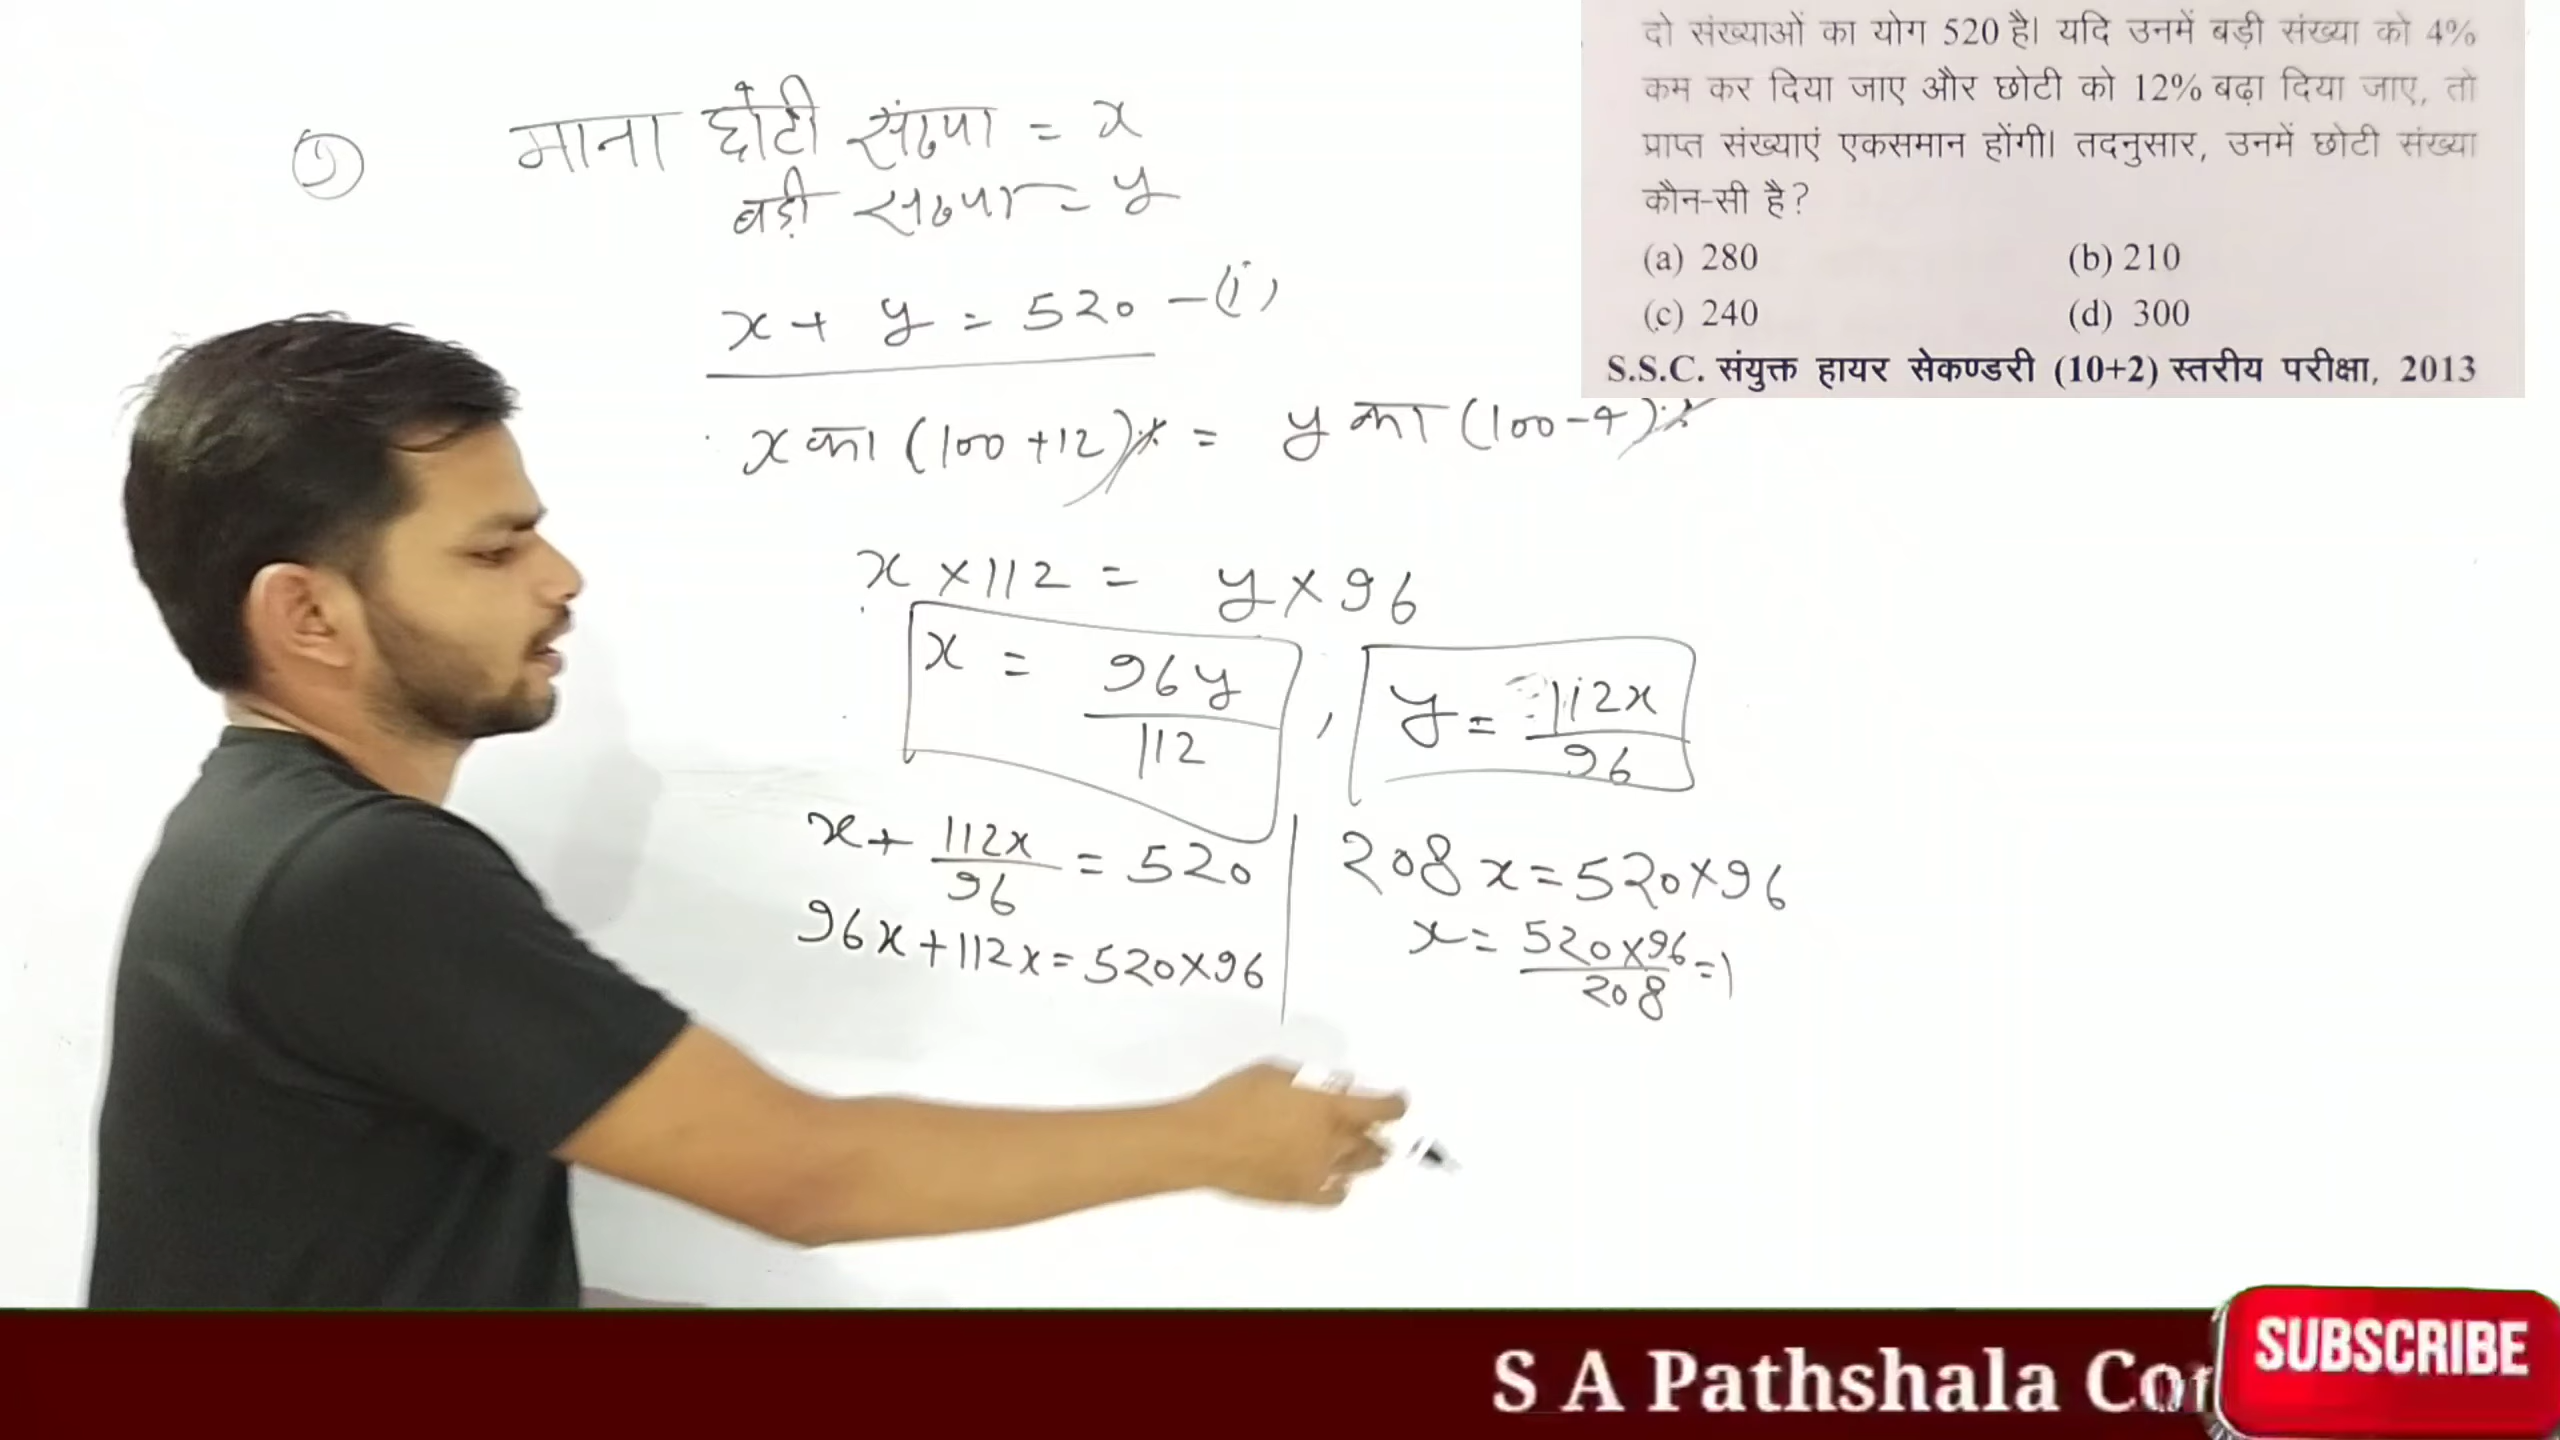 दो संख्याओं का योग 520 है। यदि उनमें बड़ी संख्या को 4%
कम कर दिया जाए और छोटी को 12% बढ़ा दिया जाए, तो
प्राप्त संख्याएं एकसमान होंगी। तदनुसार, उनमें छोटी संख्या
कौन-सी है?
(a) 280 (b) 210
(c) 240 (d) 300
S.S.C. संयुक्त हायर सेकण्डरी (10+2) स्तरीय परीक्षा, 2013
माना छोटी संख्या = x
बड़ी संख्या = y
x + y = 520 -(i)
x का (100 +12)% = y का (100-4)%
x × 112 = y × 96
x = 96y/112 , y = 112x/96
x + 112x/96 = 520
96x + 112x = 520×96
208x = 520×96
x = 520×96/208 =
S A Pathshala
SUBSCRIBE